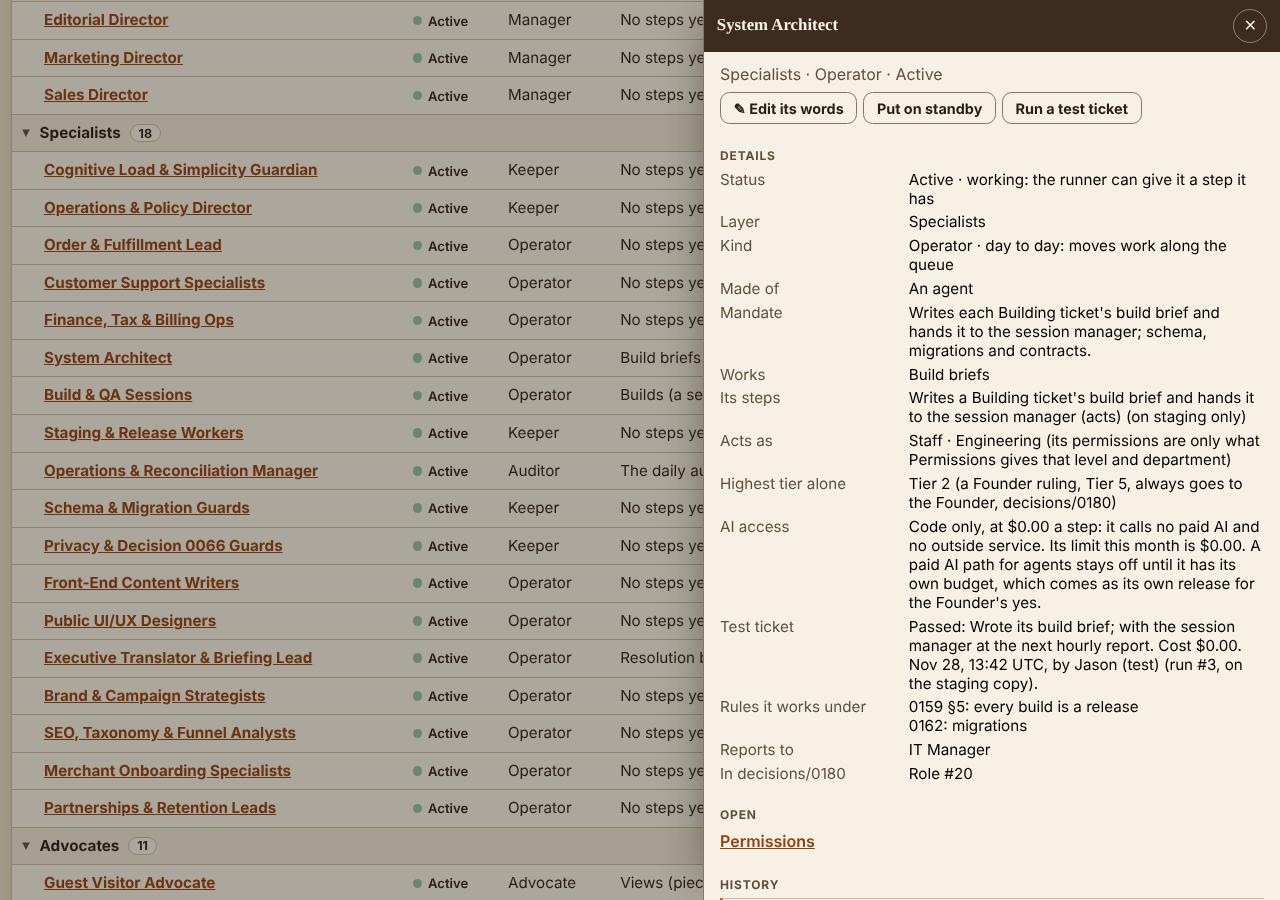 Editorial Director Active Manager No steps ye
Marketing Director Active Manager No steps ye
Sales Director Active Manager No steps ye
▼ Specialists 18
Cognitive Load & Simplicity Guardian Active Keeper No steps ye
Operations & Policy Director Active Keeper No steps ye
Order & Fulfillment Lead Active Operator No steps ye
Customer Support Specialists Active Operator No steps ye
Finance, Tax & Billing Ops Active Operator No steps ye
System Architect Active Operator Build briefs
Build & QA Sessions Active Operator Builds (a se
Staging & Release Workers Active Keeper No steps ye
Operations & Reconciliation Manager Active Auditor The daily au
Schema & Migration Guards Active Keeper No steps ye
Privacy & Decision 0066 Guards Active Keeper No steps ye
Front-End Content Writers Active Operator No steps ye
Public UI/UX Designers Active Operator No steps ye
Executive Translator & Briefing Lead Active Operator Resolution b
Brand & Campaign Strategists Active Operator No steps ye
SEO, Taxonomy & Funnel Analysts Active Operator No steps ye
Merchant Onboarding Specialists Active Operator No steps ye
Partnerships & Retention Leads Active Operator No steps ye
▼ Advocates 11
Guest Visitor Advocate Active Advocate Views (piec
System Architect ✕
Specialists · Operator · Active
✎ Edit its words Put on standby Run a test ticket
DETAILS
Status Active · working: the runner can give it a step it
has
Layer Specialists
Kind Operator · day to day: moves work along the
queue
Made of An agent
Mandate Writes each Building ticket's build brief and
hands it to the session manager; schema,
migrations and contracts.
Works Build briefs
Its steps Writes a Building ticket's build brief and hands it
to the session manager (acts) (on staging only)
Acts as Staff · Engineering (its permissions are only what
Permissions gives that level and department)
Highest tier alone Tier 2 (a Founder ruling, Tier 5, always goes to
the Founder, decisions/0180)
AI access Code only, at $0.00 a step: it calls no paid AI and
no outside service. Its limit this month is $0.00. A
paid AI path for agents stays off until it has its
own budget, which comes as its own release for
the Founder's yes.
Test ticket Passed: Wrote its build brief; with the session
manager at the next hourly report. Cost $0.00.
Nov 28, 13:42 UTC, by Jason (test) (run #3, on
the staging copy).
Rules it works under 0159 §5: every build is a release
0162: migrations
Reports to IT Manager
In decisions/0180 Role #20
OPEN
Permissions
HISTORY